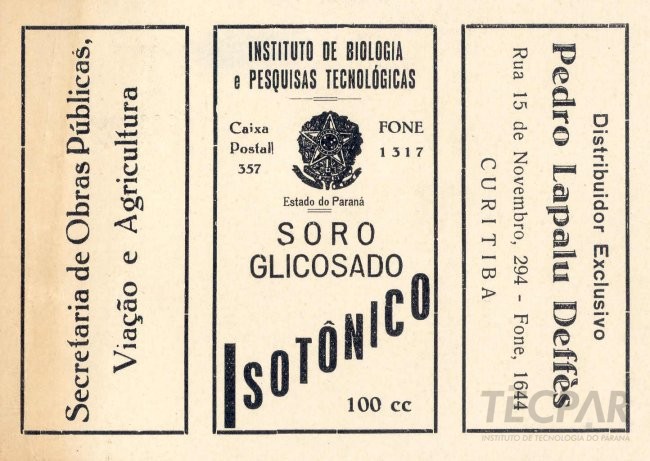 Secretaria de Obras Públicas,
Viação e Agricultura
INSTITUTO DE BIOLOGIA
e PESQUISAS TECNOLÓGICAS
Caixa
Postal
357
FONE
1317
Estado do Paraná
SORO
GLICOSADO
ISOTÔNICO
100 cc
Distribuidor Exclusivo
Pedro Lapalu Deffès
Rua 15 de Novembro, 294 - Fone, 1644
CURITIBA
TECPAR
INSTITUTO DE TECNOLOGIA DO PARANÁ